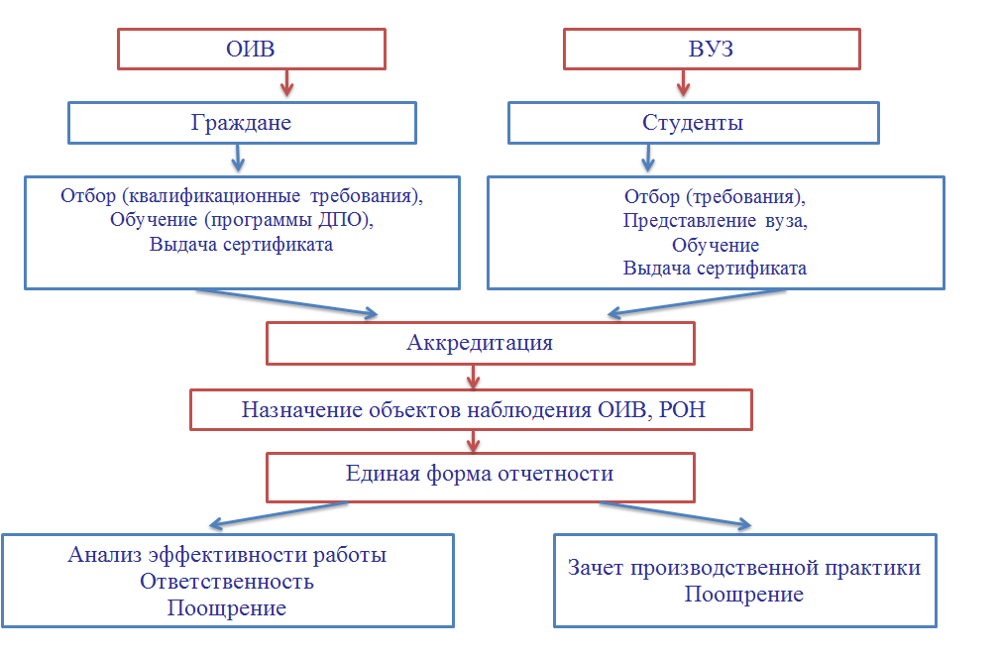 ОИВ
ВУЗ
Граждане
Студенты
Отбор (квалификационные требования),
Обучение (программы ДПО),
Выдача сертификата
Отбор (требования),
Представление вуза,
Обучение
Выдача сертификата
Аккредитация
Назначение объектов наблюдения ОИВ, РОН
Единая форма отчетности
Анализ эффективности работы
Ответственность
Поощрение
Зачет производственной практики
Поощрение